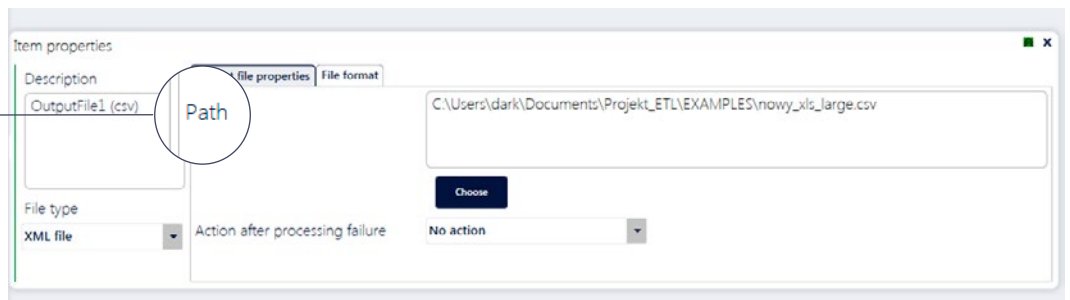 Item properties
x
Description
file properties
File format
OutputFile1 (csv)
Path
C:\Users\dark\Documents\Projekt_ETL\EXAMPLES\nowy_xls_large.csv
Choose
File type
XML file
Action after processing failure
No action